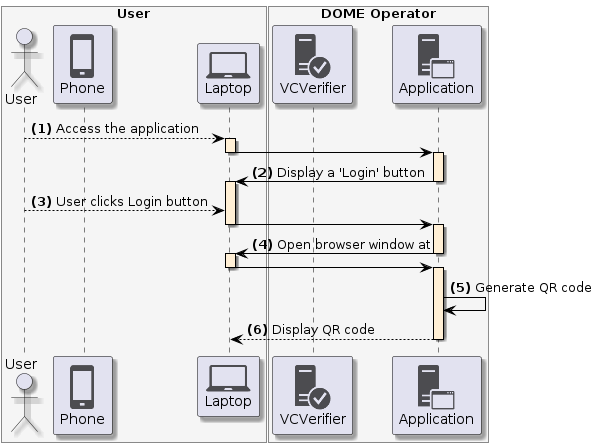 User
DOME Operator
User
Phone
Laptop
VCVerifier
Application
(1) Access the application
(2) Display a 'Login' button
(3) User clicks Login button
(4) Open browser window at
(5) Generate QR code
(6) Display QR code
User
Phone
Laptop
VCVerifier
Application